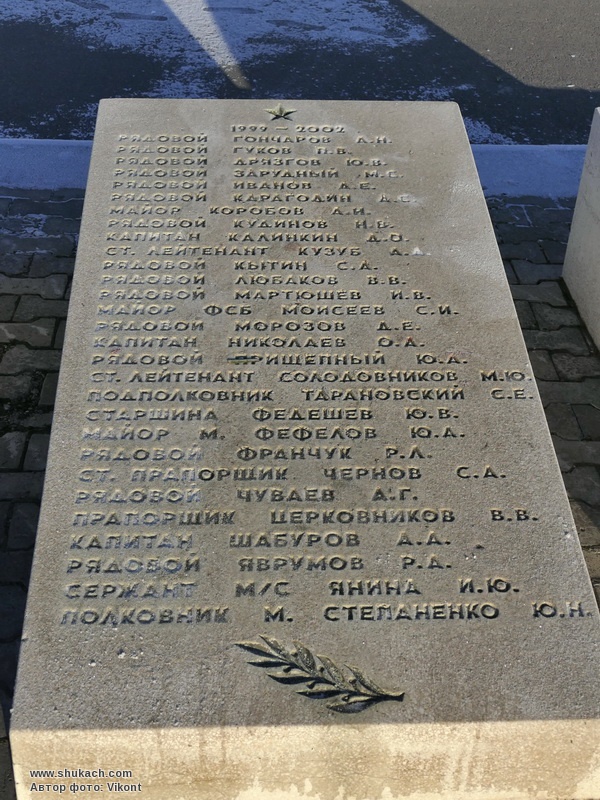 1999 – 2002
РЯДОВОЙ ГОНЧАРОВ А.Н.
РЯДОВОЙ ГУКОВ П.В.
РЯДОВОЙ ДРЯЗГОВ Ю.В.
РЯДОВОЙ ЗАРУДНЫЙ М.С.
РЯДОВОЙ ИВАНОВ Д.Е.
РЯДОВОЙ КАРАГОДИН Д.С.
МАЙОР КОРОБОВ А.И.
РЯДОВОЙ КУДИНОВ И.В.
КАПИТАН КАЛИНКИН Д.О.
СТ. ЛЕЙТЕНАНТ КУЗУБ Д.А.
РЯДОВОЙ КЫТИН С.А.
РЯДОВОЙ ЛЮБАКОВ В.В.
РЯДОВОЙ МАРТЮШЕВ И.В.
МАЙОР ФСБ МОИСЕЕВ С.И.
РЯДОВОЙ МОРОЗОВ Д.Е.
КАПИТАН НИКОЛАЕВ О.А.
РЯДОВОЙ ПРИЩЕПНЫЙ Ю.А.
СТ. ЛЕЙТЕНАНТ СОЛОДОВНИКОВ М.Ю.
ПОДПОЛКОВНИК ТАРАНОВСКИЙ С.Е.
СТАРШИНА ФЕДЕШЕВ Ю.В.
МАЙОР М. ФЕФЕЛОВ Ю.А.
РЯДОВОЙ ФРАНЧУК Р.Л.
СТ. ПРАПОРЩИК ЧЕРНОВ С.А.
РЯДОВОЙ ЧУВАЕВ А.Г.
ПРАПОРЩИК ЦЕРКОВНИКОВ В.В.
КАПИТАН ШАБУРОВ А.А.
РЯДОВОЙ ЯВРУМОВ Р.А.
СЕРЖАНТ М/С ЯНИНА И.Ю.
ПОЛКОВНИК М. СТЕПАНЕНКО Ю.Н.
www.shukach.com
Автор фото: Vikont